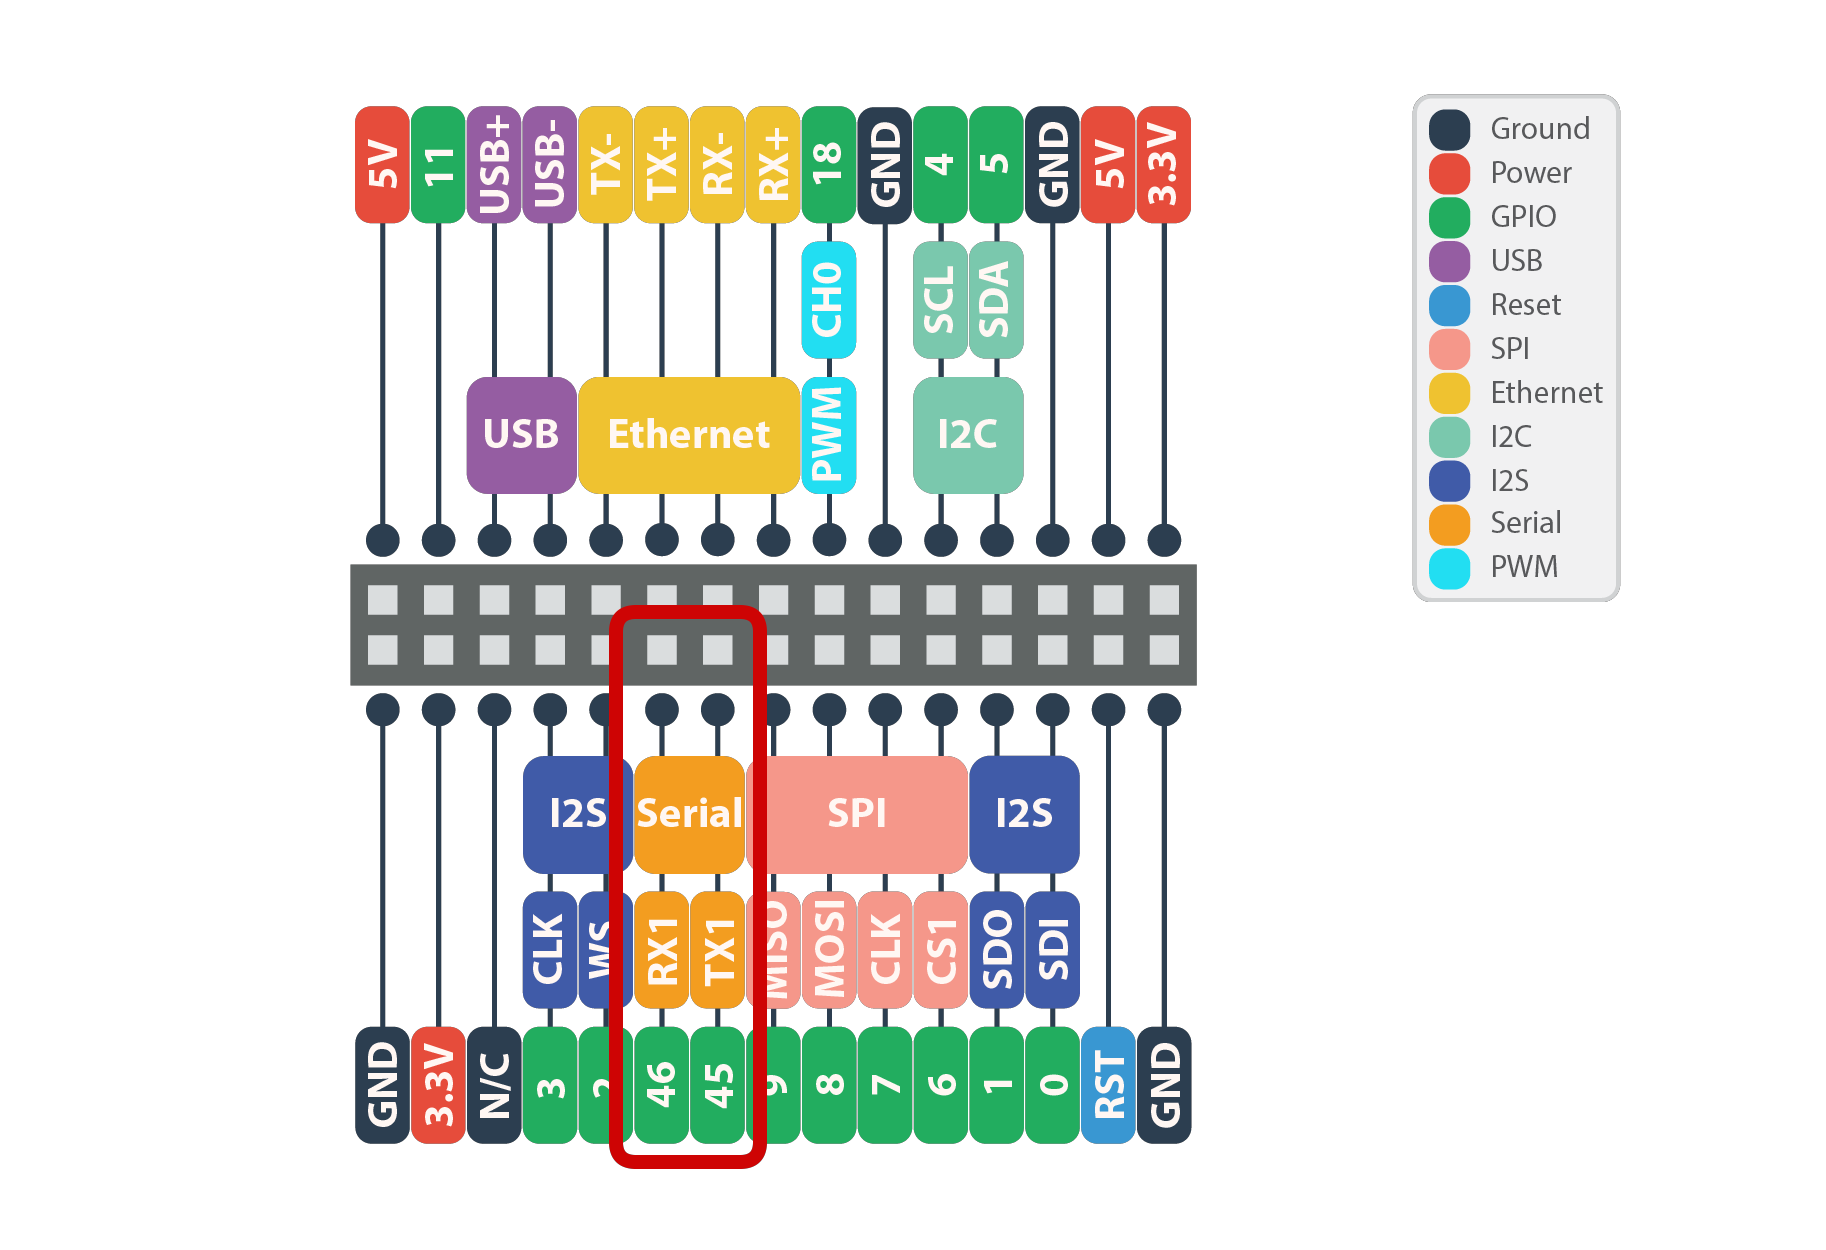 5V 11 USB+ USB- TX- TX+ RX- RX+ 18 GND 4 5 GND 5V 3.3V
CH0 SCL SDA
USB Ethernet PWM I2C
I2S Serial SPI I2S
CLK WS RX1 TX1 MISO MOSI CLK CS1 SDO SDI
GND 3.3V N/C 3 2 46 45 9 8 7 6 1 0 RST GND
Ground
Power
GPIO
USB
Reset
SPI
Ethernet
I2C
I2S
Serial
PWM